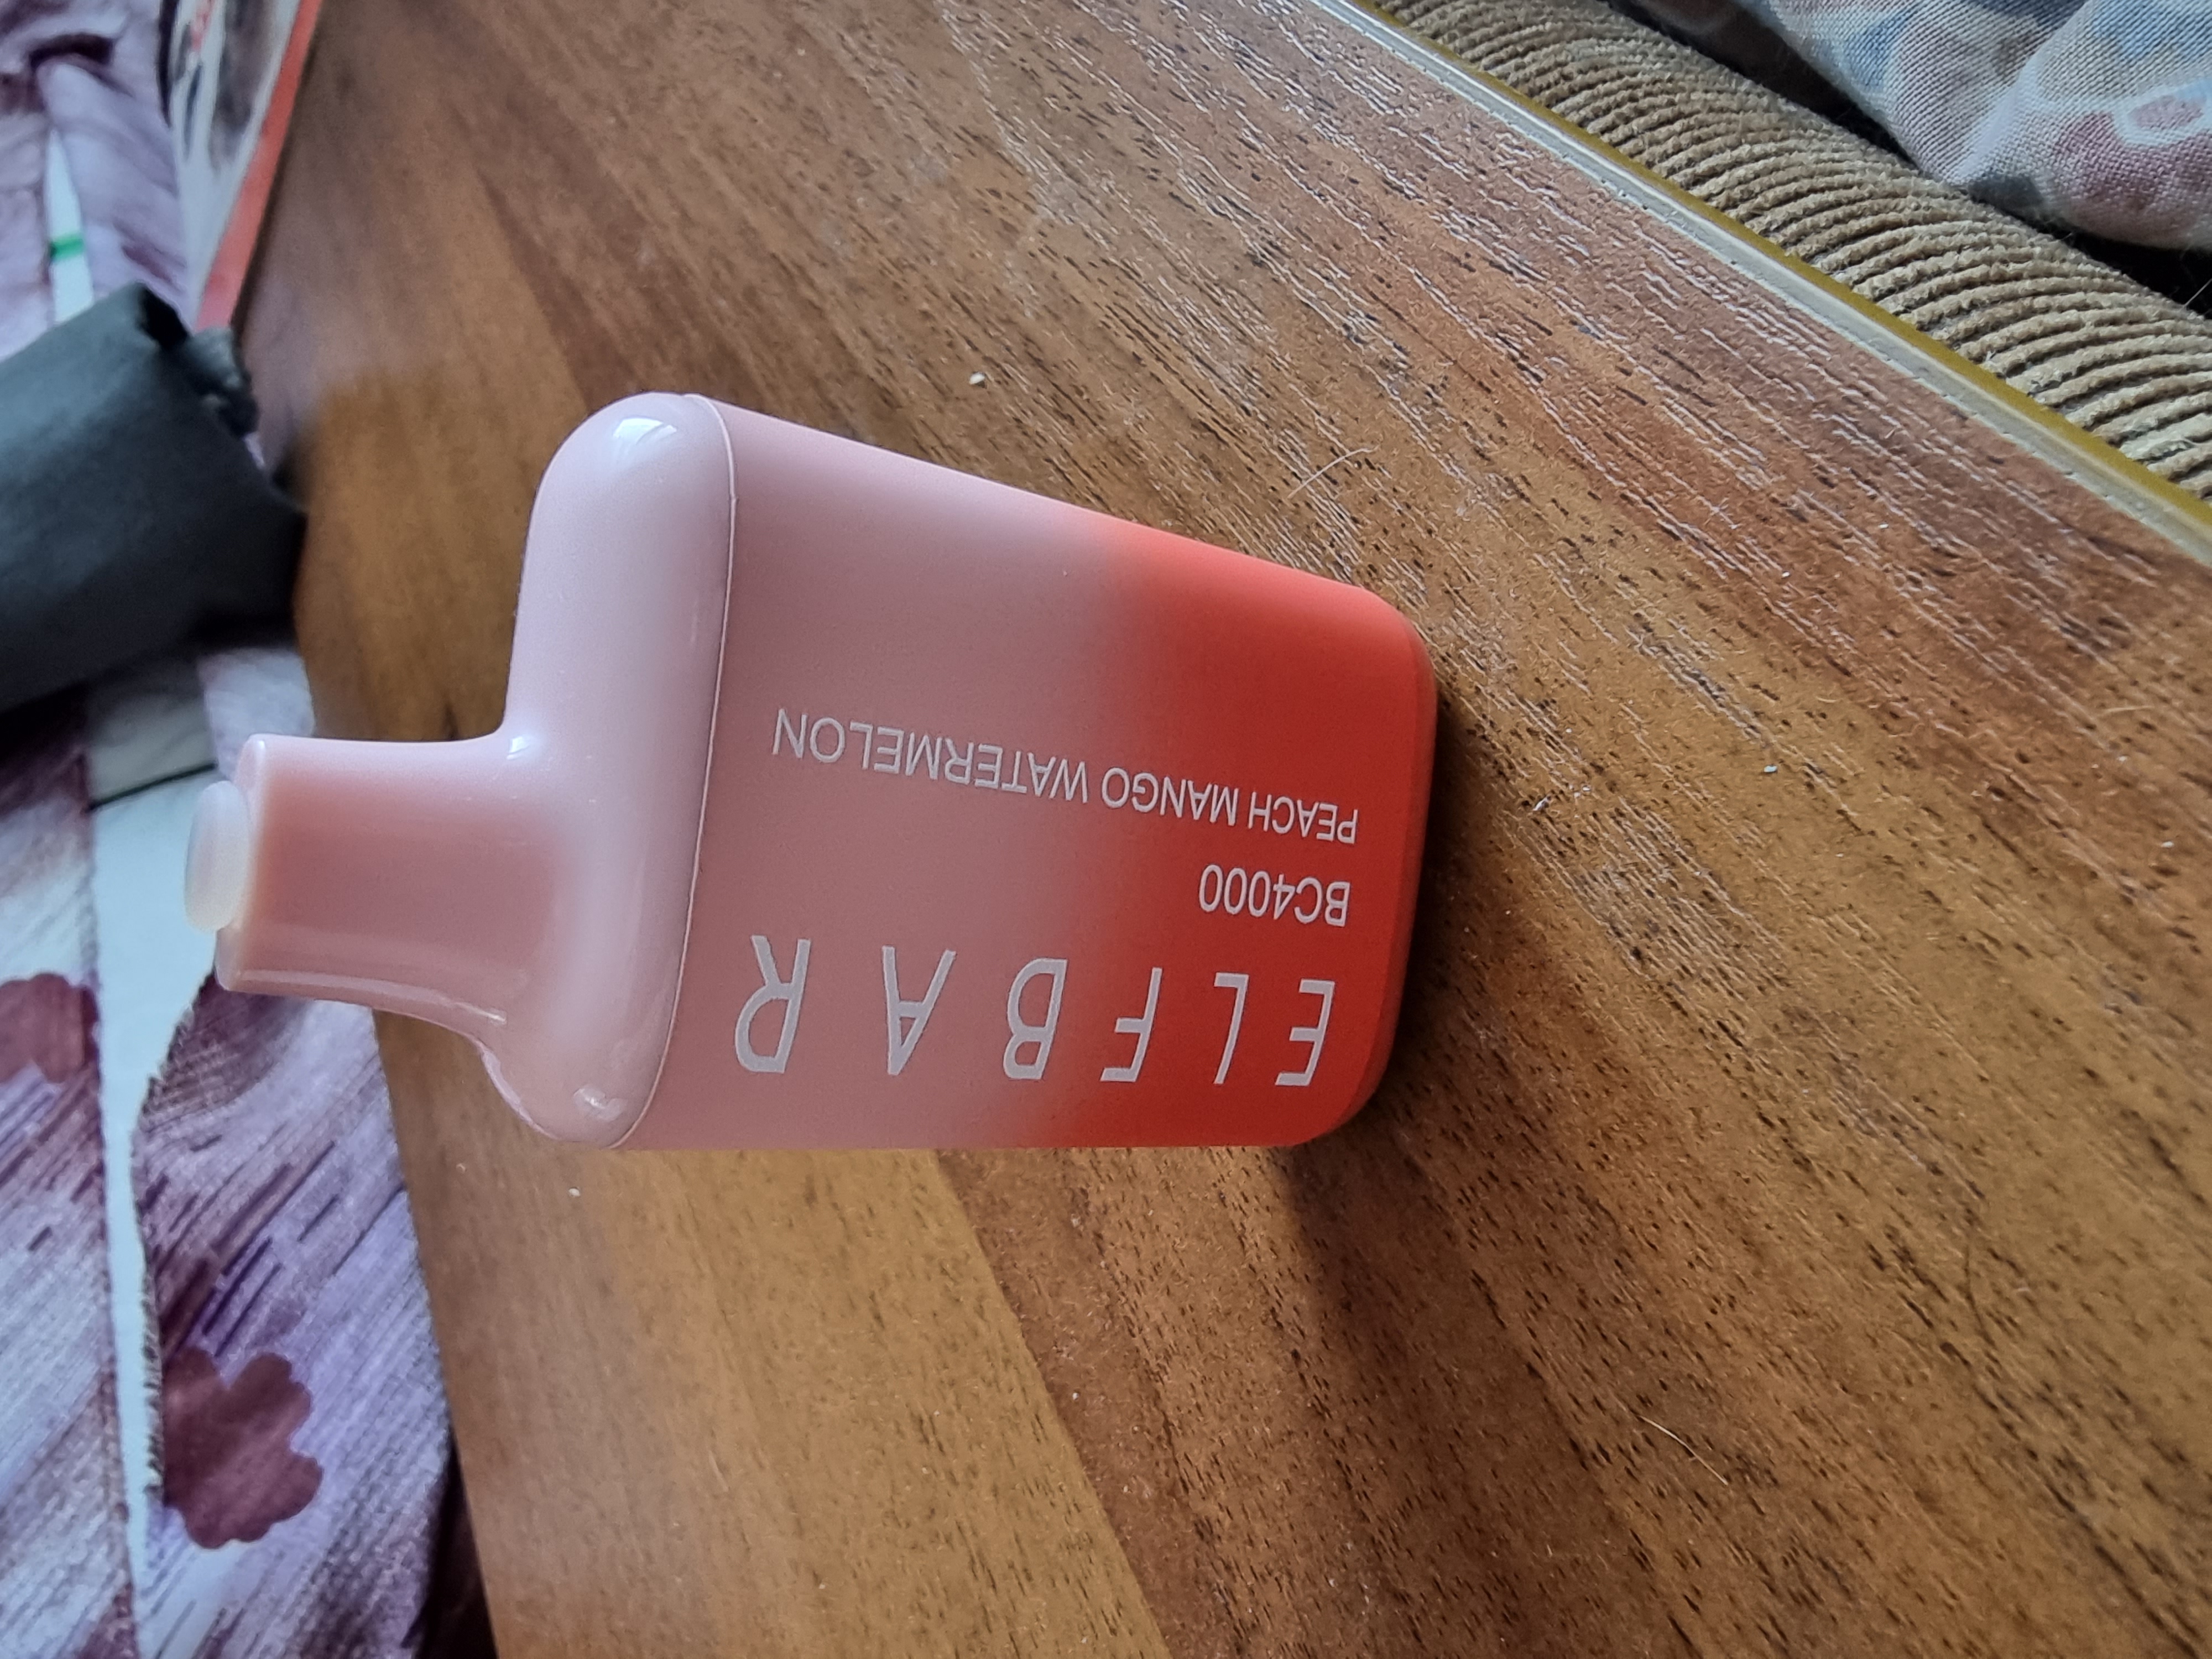 ELFBAR
BC4000
PEACH MANGO WATERMELON